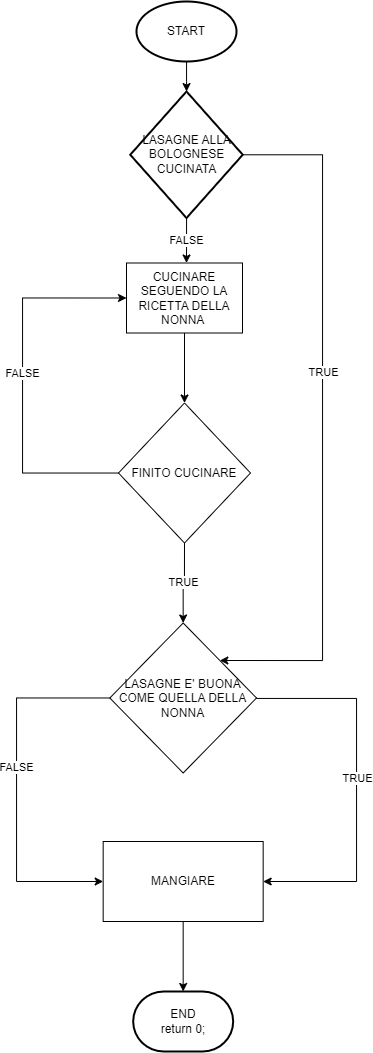 START
LASAGNE ALLA
BOLOGNESE
CUCINATA
FALSE
CUCINARE
SEGUENDO LA
RICETTA DELLA
NONNA
FALSE
TRUE
FINITO CUCINARE
TRUE
LASAGNE E' BUONA
COME QUELLA DELLA
NONNA
FALSE
TRUE
MANGIARE
END
return 0;